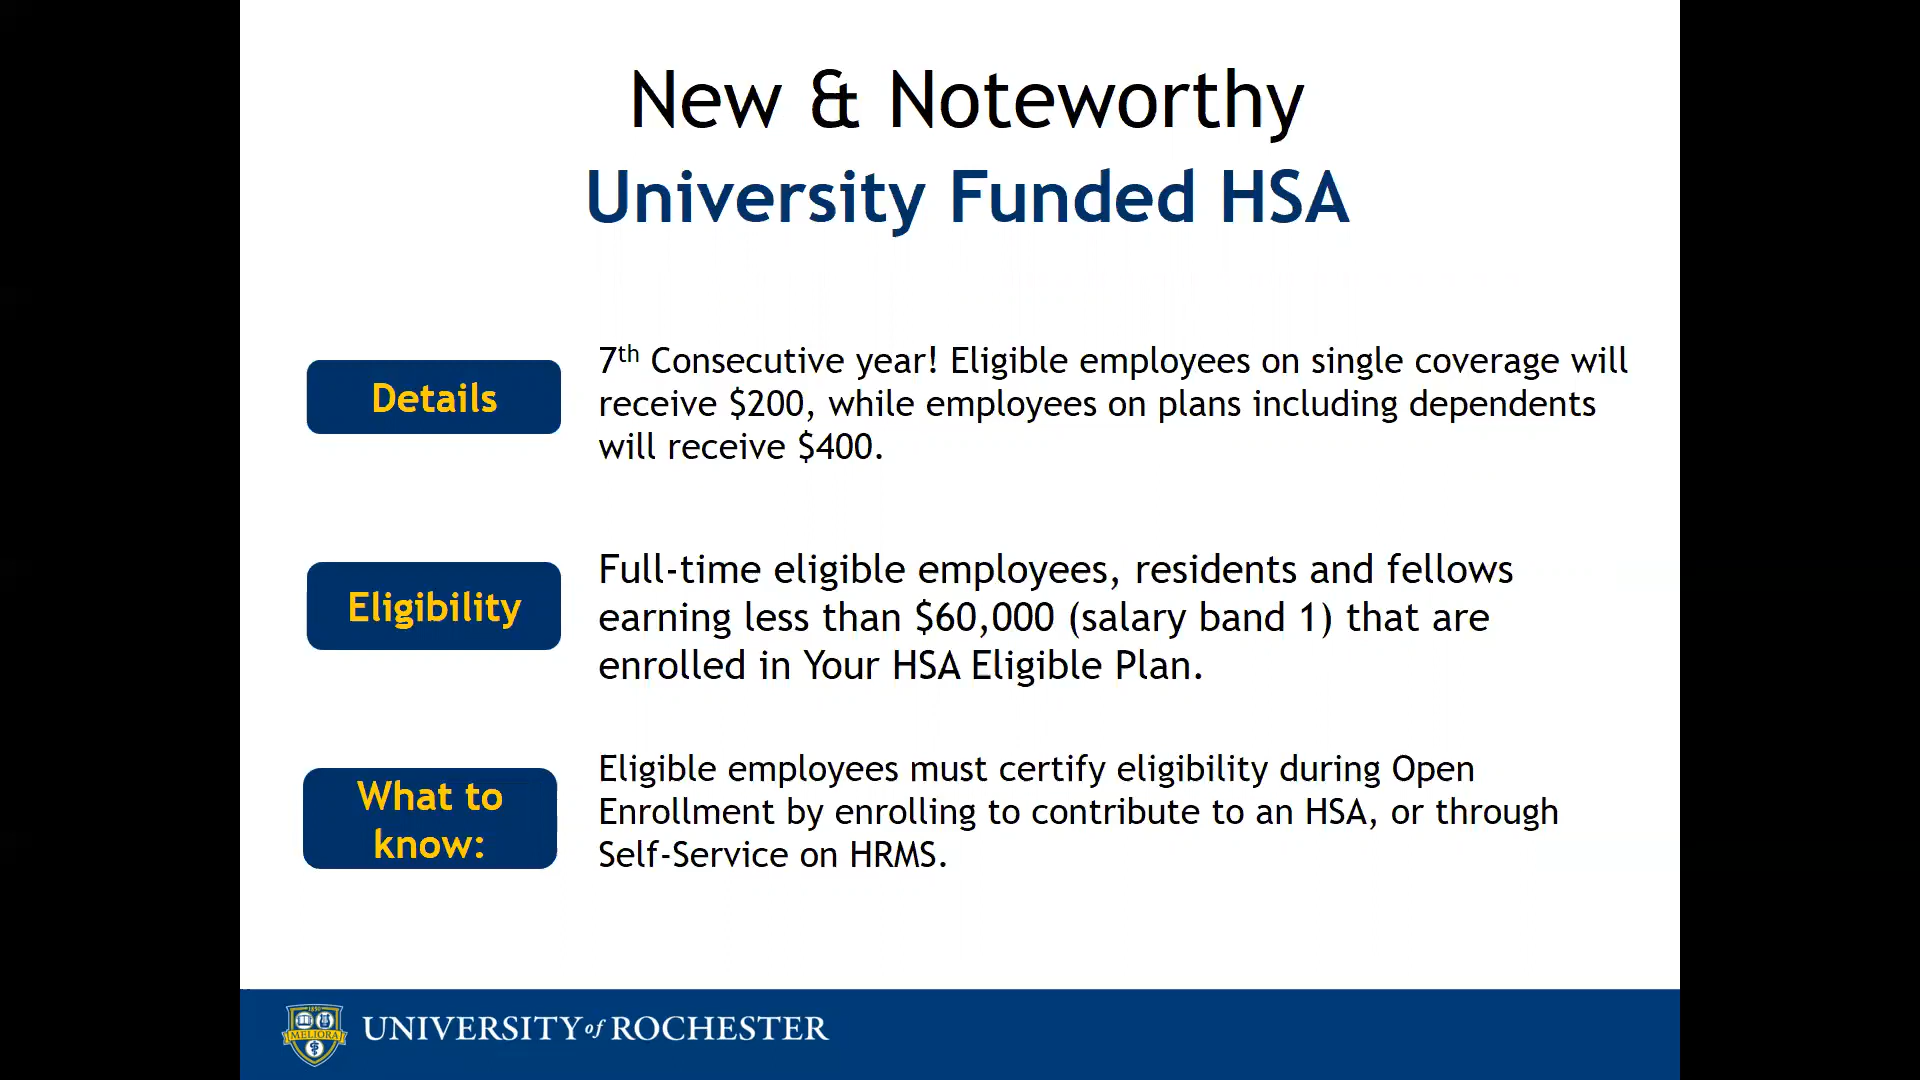 New & Noteworthy
University Funded HSA
Details
7th Consecutive year! Eligible employees on single coverage will
receive $200, while employees on plans including dependents
will receive $400.
Eligibility
Full-time eligible employees, residents and fellows
earning less than $60,000 (salary band 1) that are
enrolled in Your HSA Eligible Plan.
What to
know:
Eligible employees must certify eligibility during Open
Enrollment by enrolling to contribute to an HSA, or through
Self-Service on HRMS.
1850
MELIORA
UNIVERSITY of ROCHESTER